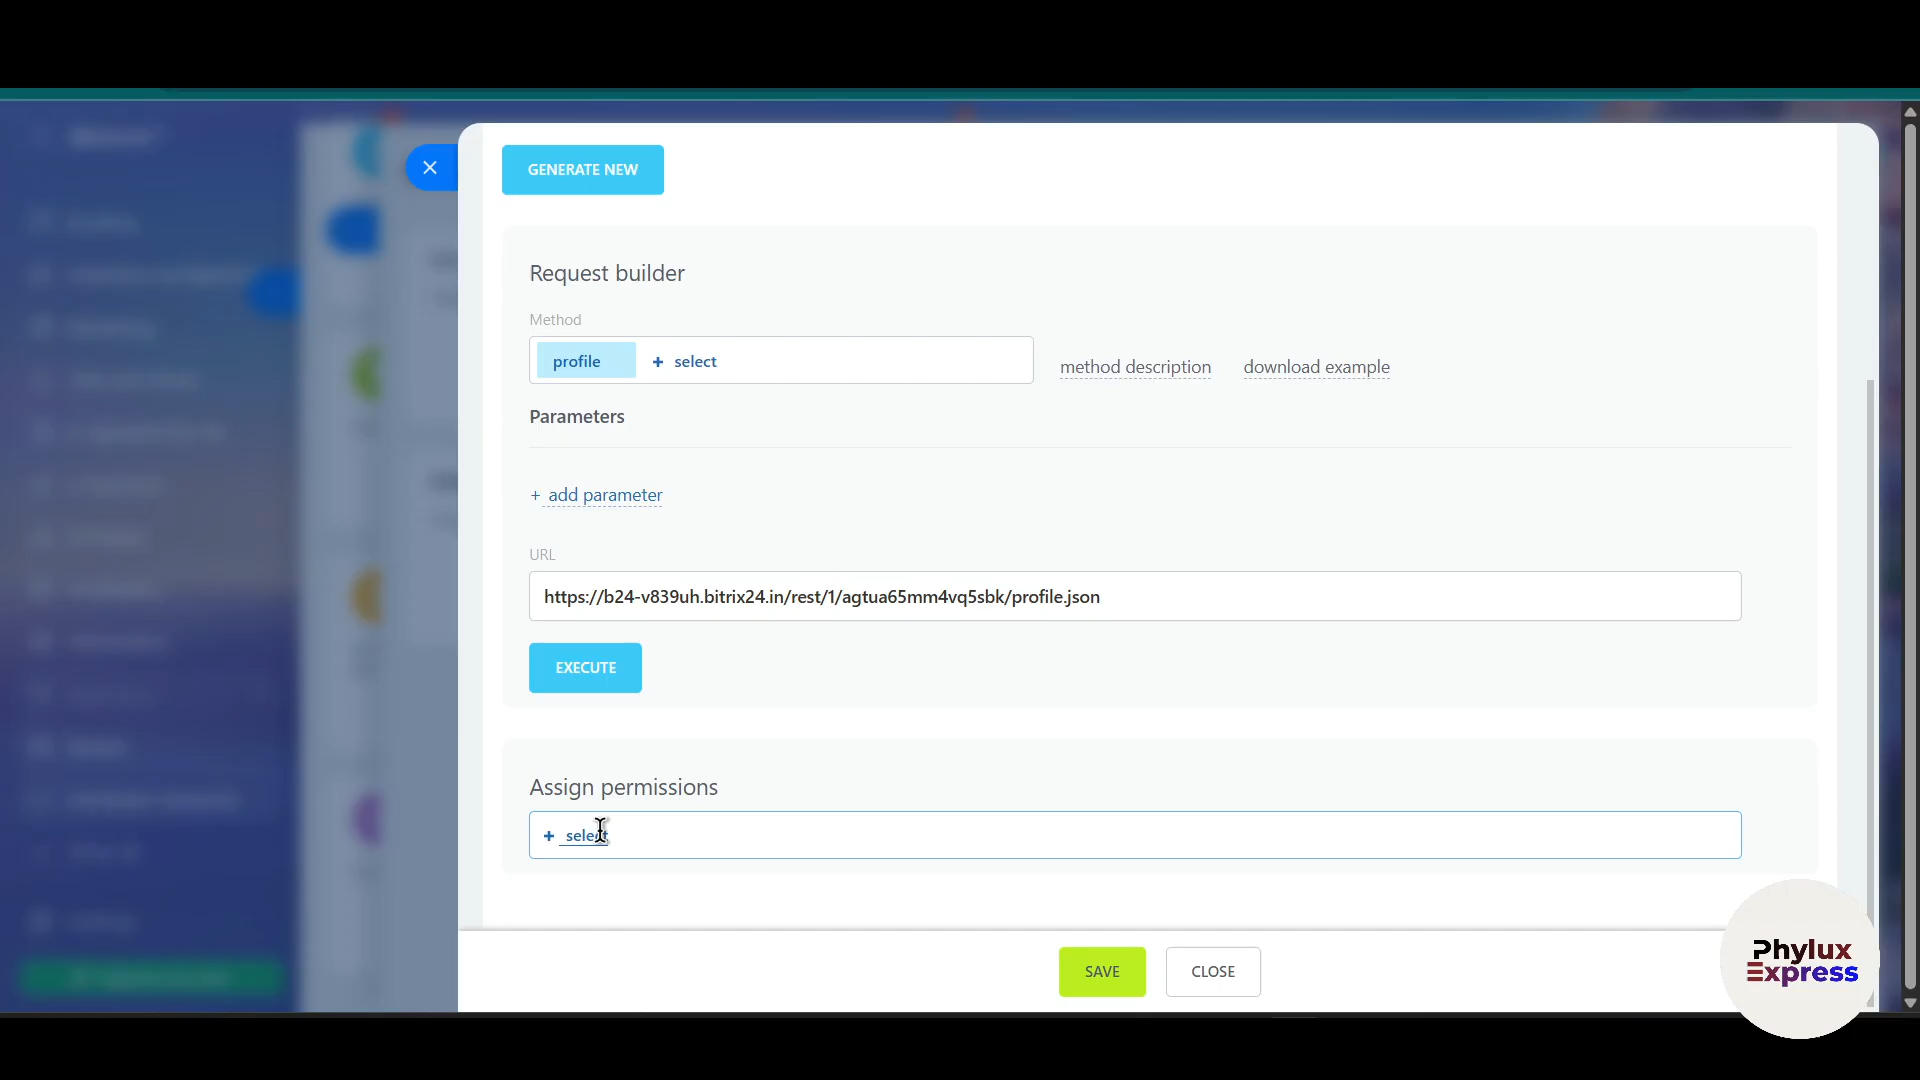 GENERATE NEW
Request builder
Method
profile + select
method description download example
Parameters
+ add parameter
URL
https://b24-v839uh.bitrix24.in/rest/1/agtua65mm4vq5sbk/profile.json
EXECUTE
Assign permissions
+ select
SAVE CLOSE
Phylux
Express